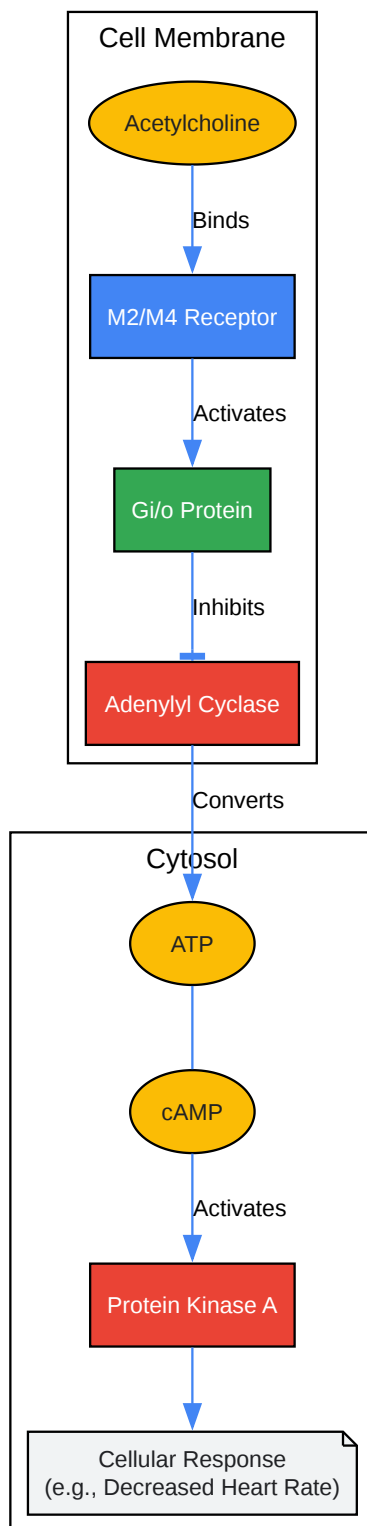 Cell Membrane
Acetylcholine
Binds
M2/M4 Receptor
Activates
Gi/o Protein
Inhibits
Adenylyl Cyclase
Converts
Cytosol
ATP
cAMP
Activates
Protein Kinase A
Cellular Response
(e.g., Decreased Heart Rate)